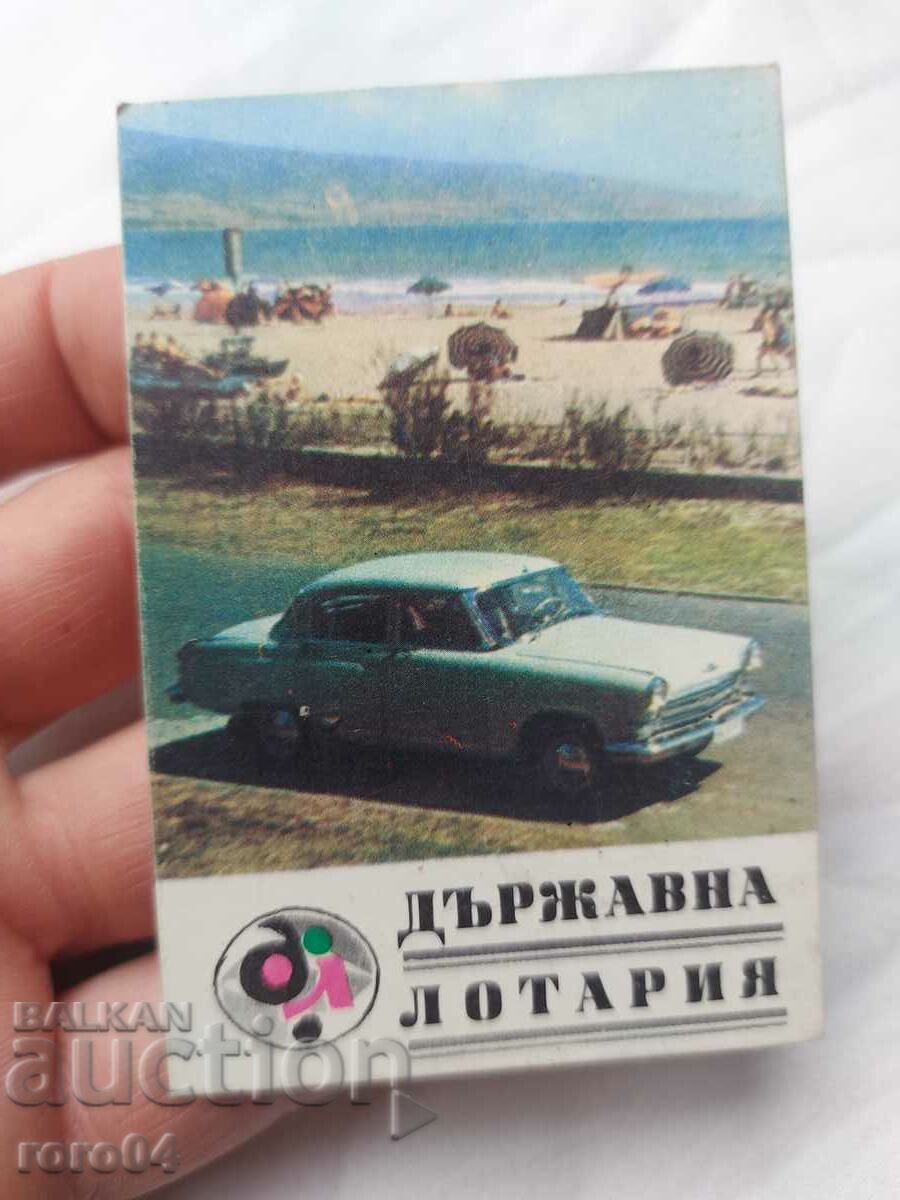 ДЪРЖАВНА
ЛОТАРИЯ
BALKAN
auction
roro04